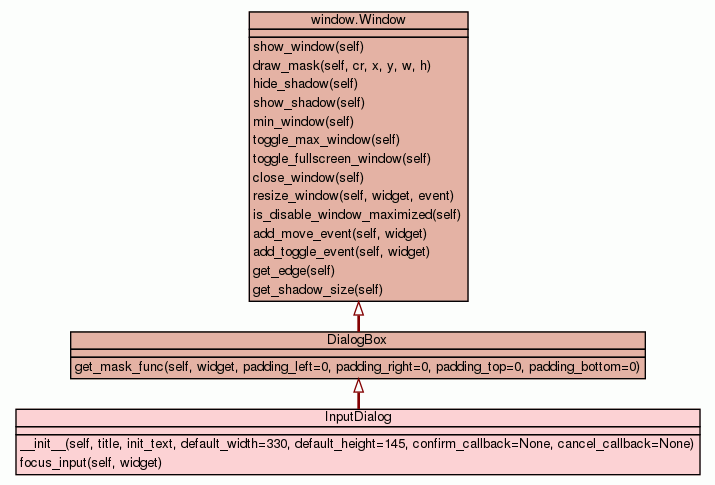 window.Window
show_window(self)
draw_mask(self, cr, x, y, w, h)
hide_shadow(self)
show_shadow(self)
min_window(self)
toggle_max_window(self)
toggle_fullscreen_window(self)
close_window(self)
resize_window(self, widget, event)
is_disable_window_maximized(self)
add_move_event(self, widget)
add_toggle_event(self, widget)
get_edge(self)
get_shadow_size(self)
DialogBox
get_mask_func(self, widget, padding_left=0, padding_right=0, padding_top=0, padding_bottom=0)
InputDialog
__init__(self, title, init_text, default_width=330, default_height=145, confirm_callback=None, cancel_callback=None)
focus_input(self, widget)